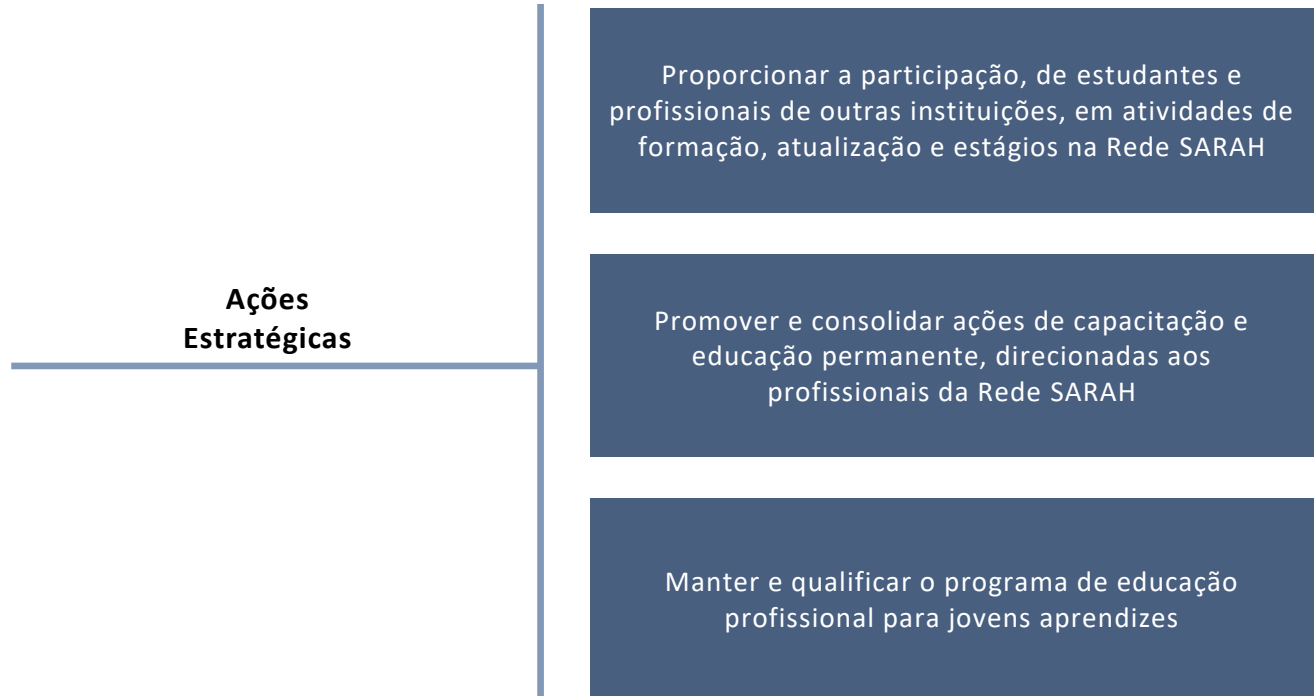 Ações
Estratégicas
Proporcionar a participação, de estudantes e
profissionais de outras instituições, em atividades de
formação, atualização e estágios na Rede SARAH
Promover e consolidar ações de capacitação e
educação permanente, direcionadas aos
profissionais da Rede SARAH
Manter e qualificar o programa de educação
profissional para jovens aprendizes